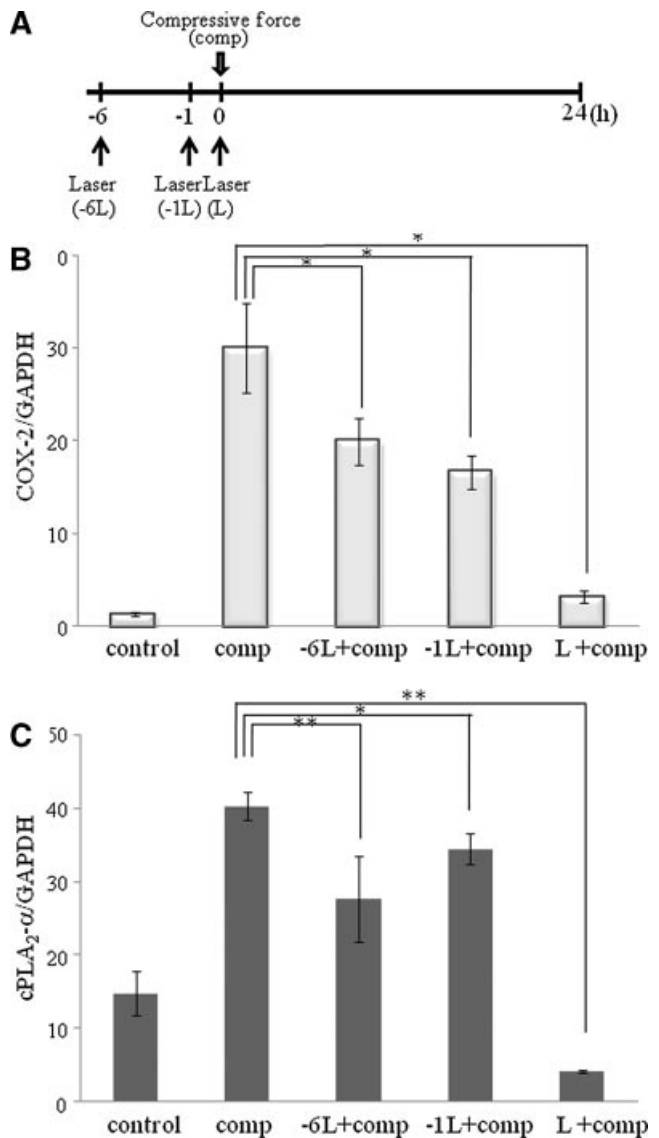 A
Compressive force
(comp)
-6 -1 0 24(h)
Laser Laser Laser
(-6L) (-1L) (L)
B
COX-2/GAPDH
0
30
20
10
0
*
*
*
control comp -6L+comp -1L+comp L +comp
C
cPLA₂-α/GAPDH
50
40
30
20
10
0
**
*
**
control comp -6L+comp -1L+comp L +comp